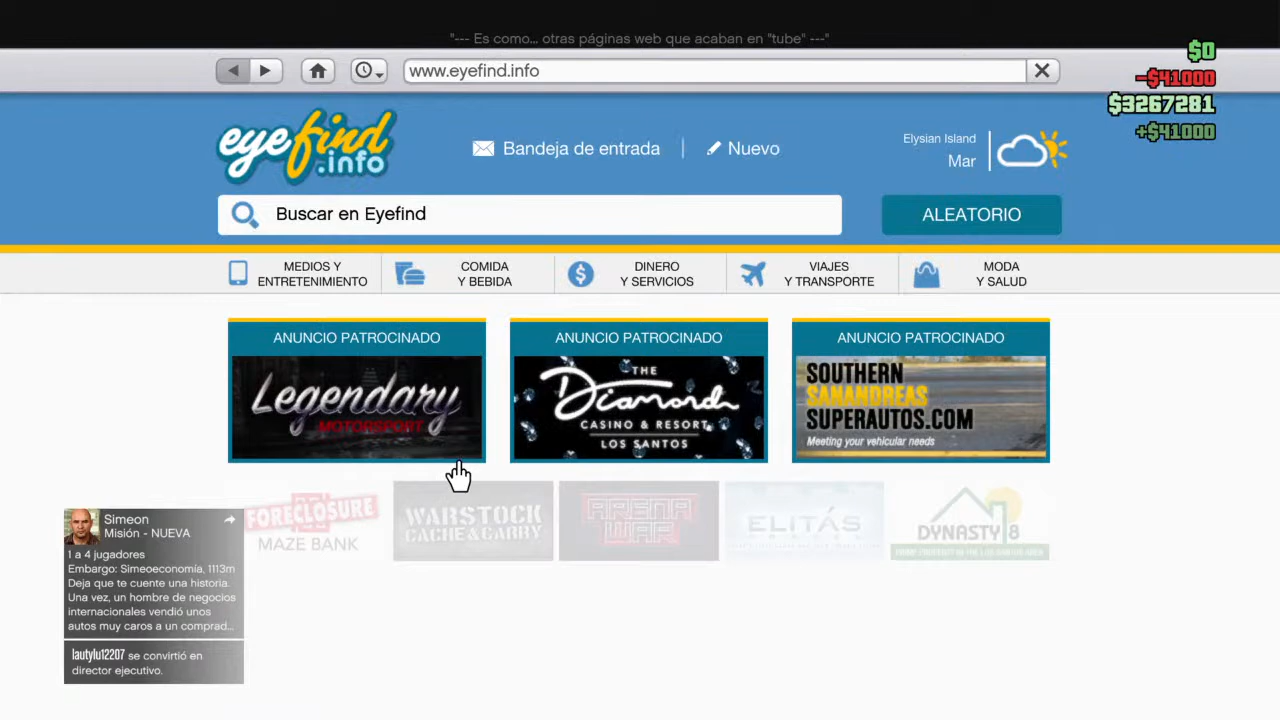 "--- Es como... otras páginas web que acaban en "tube" ---"
$0
-$41000
$3267281
+$41000
www.eyefind.info
eyefind
.info
Bandeja de entrada
Nuevo
Elysian Island
Mar
Buscar en Eyefind
ALEATORIO
MEDIOS Y
ENTRETENIMIENTO
COMIDA
Y BEBIDA
DINERO
Y SERVICIOS
VIAJES
Y TRANSPORTE
MODA
Y SALUD
ANUNCIO PATROCINADO
Legendary
MOTORSPORT
ANUNCIO PATROCINADO
THE
Diamond
CASINO & RESORT
LOS SANTOS
ANUNCIO PATROCINADO
SOUTHERN
SANANDREAS
SUPERAUTOS.COM
Meeting your vehicular needs
FORECLOSURE
MAZE BANK
WARSTOCK
CACHE & CARRY
ARENA
WAR
ELITÁS
DYNASTY 8
Simeon
Misión - NUEVA
1 a 4 jugadores
Embargo: Simeoeconomía, 1113m
Deja que te cuente una historia.
Una vez, un hombre de negocios
internacionales vendió unos
autos muy caros a un comprad...
lautylu12207 se convirtió en
director ejecutivo.